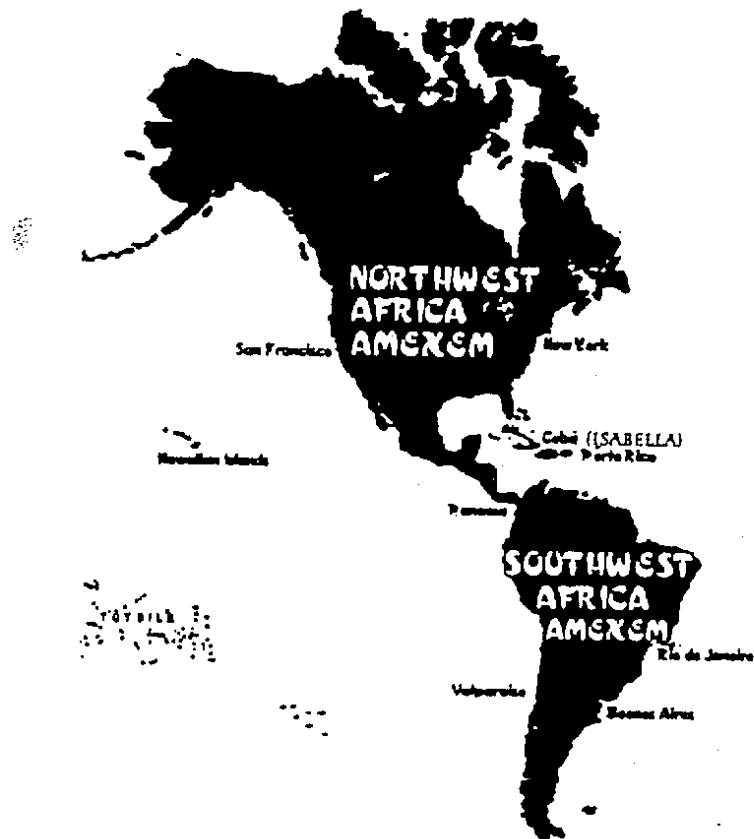 NORTHWEST
AFRICA
AMEXEM
San Francisco
New York
Cuba (ISABELLA)
Porto Rico
Hawaiian Islands
Panama
SOUTHWEST
AFRICA
AMEXEM
Rio de Janeiro
Valparaiso
Buenos Aires